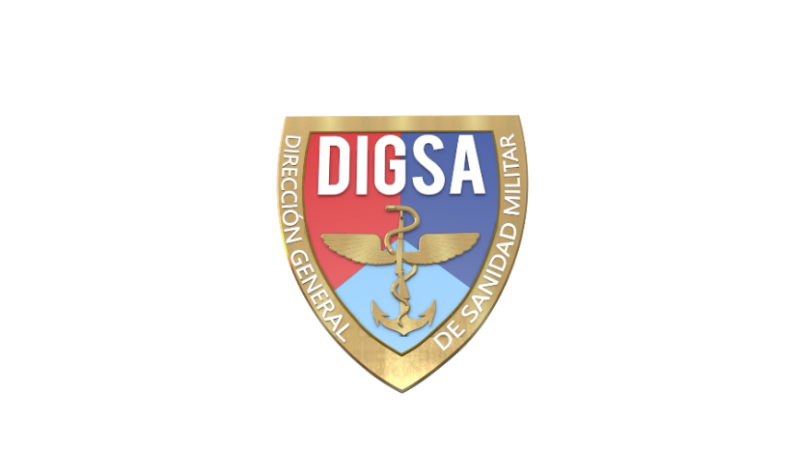 DIGSA
DIRECCIÓN GENERAL
DE SANIDAD MILITAR